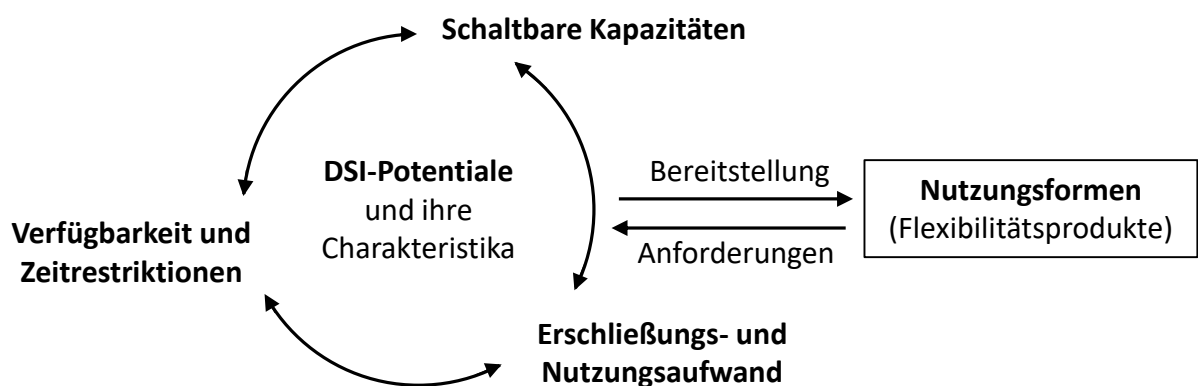 Schaltbare Kapazitäten
DSI-Potentiale
und ihre
Charakteristika
Verfügbarkeit und
Zeitrestriktionen
Erschließungs- und
Nutzungsaufwand
Bereitstellung
Anforderungen
Nutzungsformen
(Flexibilitätsprodukte)